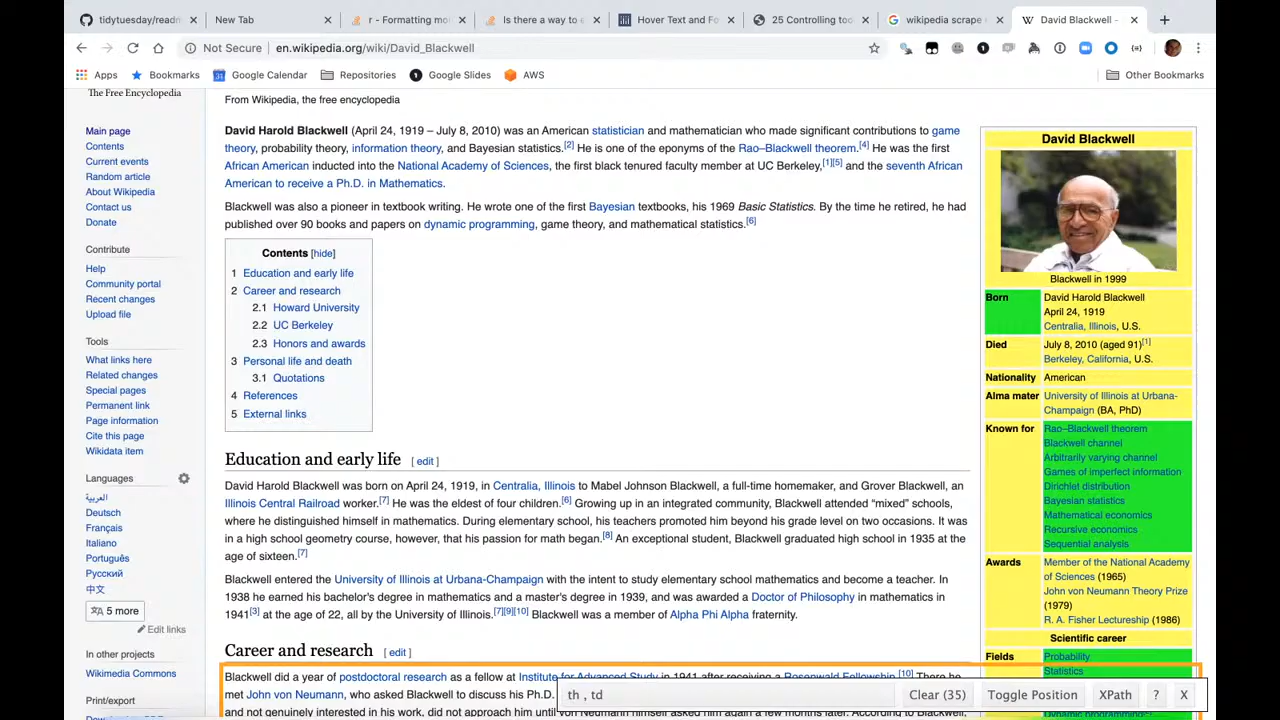 tidytuesday/readn
New Tab
r - Formatting mo
Is there a way to e
Hover Text and Fo
25 Controlling too
wikipedia scrape r
David Blackwell -
Not Secure
en.wikipedia.org/wiki/David_Blackwell
Apps
Bookmarks
Google Calendar
Repositories
Google Slides
AWS
Other Bookmarks
The Free Encyclopedia
Main page
Contents
Current events
Random article
About Wikipedia
Contact us
Donate
Contribute
Help
Community portal
Recent changes
Upload file
Tools
What links here
Related changes
Special pages
Permanent link
Page information
Cite this page
Wikidata item
Languages
العربية
Deutsch
Français
Italiano
Português
Русский
中文
5 more
Edit links
In other projects
Wikimedia Commons
Print/export
From Wikipedia, the free encyclopedia
David Harold Blackwell (April 24, 1919 – July 8, 2010) was an American statistician and mathematician who made significant contributions to game
theory, probability theory, information theory, and Bayesian statistics.[2] He is one of the eponyms of the Rao–Blackwell theorem.[4] He was the first
African American inducted into the National Academy of Sciences, the first black tenured faculty member at UC Berkeley,[1][5] and the seventh African
American to receive a Ph.D. in Mathematics.
Blackwell was also a pioneer in textbook writing. He wrote one of the first Bayesian textbooks, his 1969 Basic Statistics. By the time he retired, he had
published over 90 books and papers on dynamic programming, game theory, and mathematical statistics.[6]
Contents [hide]
1 Education and early life
2 Career and research
2.1 Howard University
2.2 UC Berkeley
2.3 Honors and awards
3 Personal life and death
3.1 Quotations
4 References
5 External links
Education and early life [ edit ]
David Harold Blackwell was born on April 24, 1919, in Centralia, Illinois to Mabel Johnson Blackwell, a full-time homemaker, and Grover Blackwell, an
Illinois Central Railroad worker.[7] He was the eldest of four children.[6] Growing up in an integrated community, Blackwell attended “mixed” schools,
where he distinguished himself in mathematics. During elementary school, his teachers promoted him beyond his grade level on two occasions. It was
in a high school geometry course, however, that his passion for math began.[8] An exceptional student, Blackwell graduated high school in 1935 at the
age of sixteen.[7]
Blackwell entered the University of Illinois at Urbana-Champaign with the intent to study elementary school mathematics and become a teacher. In
1938 he earned his bachelor's degree in mathematics and a master's degree in 1939, and was awarded a Doctor of Philosophy in mathematics in
1941[3] at the age of 22, all by the University of Illinois.[7][9][10] Blackwell was a member of Alpha Phi Alpha fraternity.
Career and research [ edit ]
Blackwell did a year of postdoctoral research as a fellow at Institute for Advanced Study in 1941 after receiving a Rosenwald Fellowship.[10] There he
met John von Neumann, who asked Blackwell to discuss his Ph.D.
and not genuinely interested in his work, did not approach him until von Neumann himself asked him again a few months later. According to Blackwell,
David Blackwell
Blackwell in 1999
Born
David Harold Blackwell
April 24, 1919
Centralia, Illinois, U.S.
Died
July 8, 2010 (aged 91)[1]
Berkeley, California, U.S.
Nationality American
Alma mater University of Illinois at Urbana-
Champaign (BA, PhD)
Known for
Rao–Blackwell theorem
Blackwell channel
Arbitrarily varying channel
Games of imperfect information
Dirichlet distribution
Bayesian statistics
Mathematical economics
Recursive economics
Sequential analysis
Awards
Member of the National Academy
of Sciences (1965)
John von Neumann Theory Prize
(1979)
R. A. Fisher Lectureship (1986)
Scientific career
Fields
Probability
Statistics
Dynamic programming
th , td
Clear (35)
Toggle Position
XPath
?
X